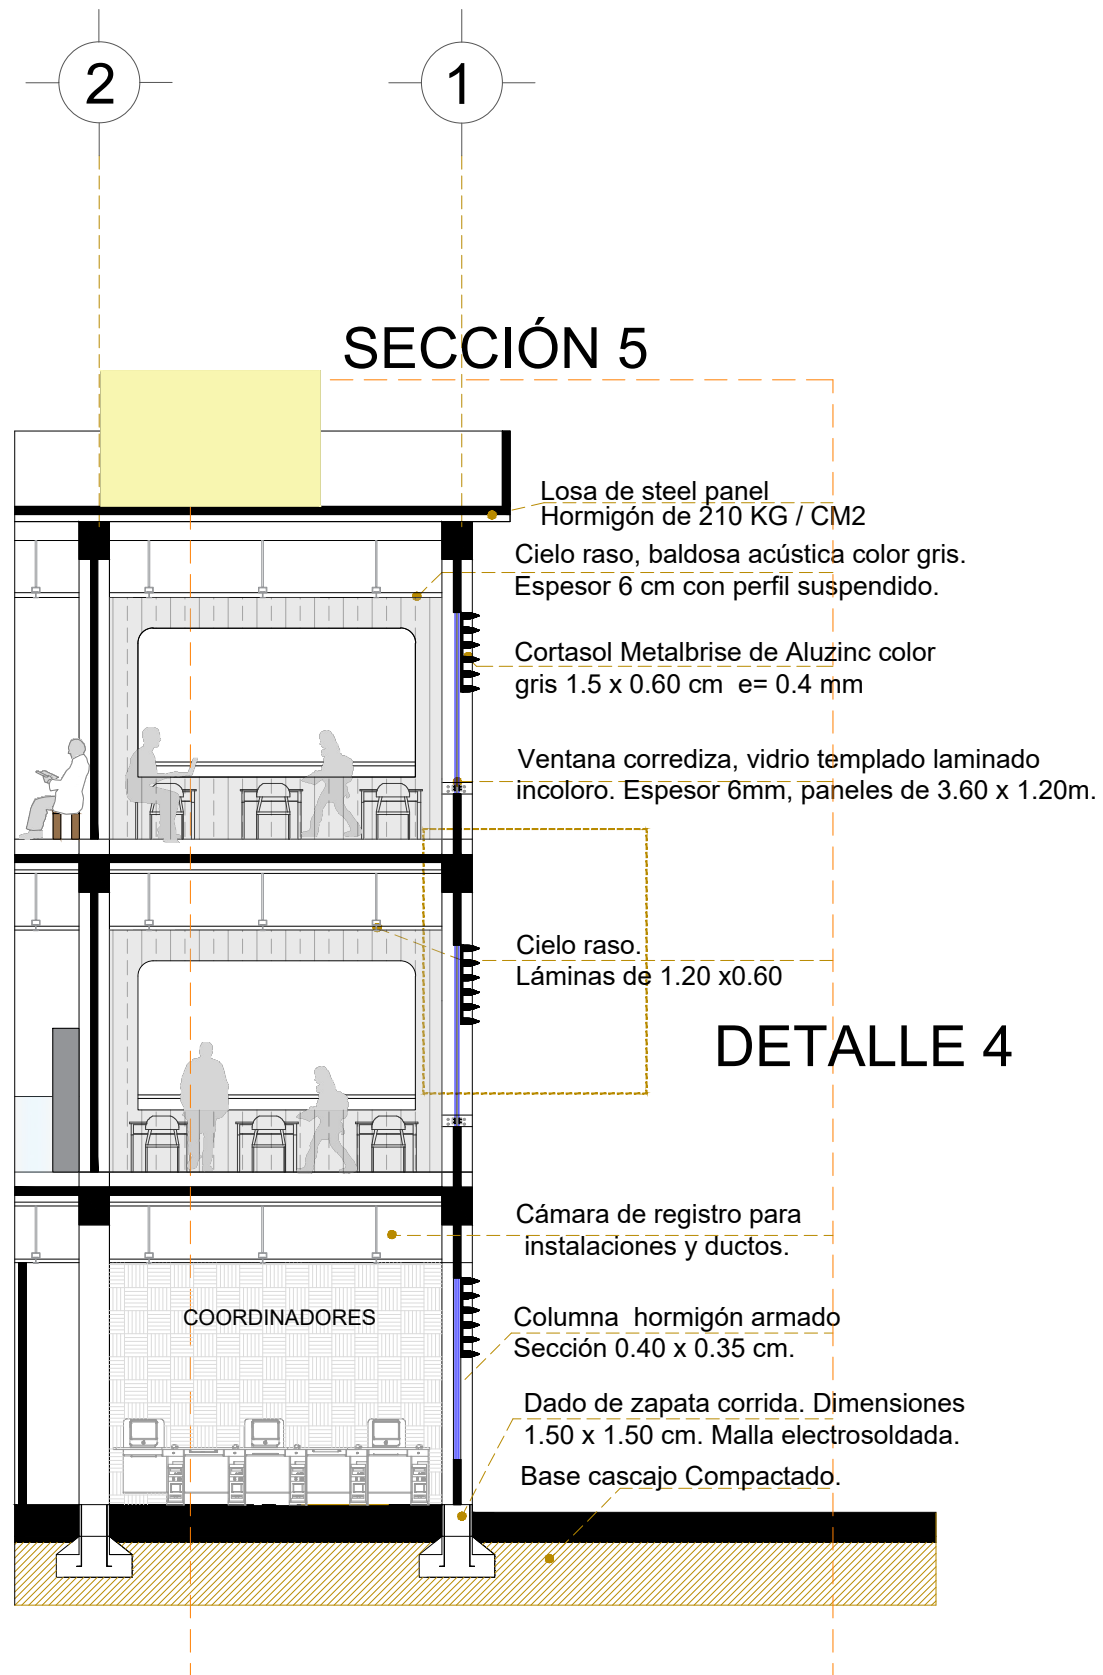 2
1
SECCIÓN 5
Losa de steel panel
Hormigón de 210 KG / CM2
Cielo raso, baldosa acústica color gris.
Espesor 6 cm con perfil suspendido.
Cortasol Metalbrise de Aluzinc color
gris 1.5 x 0.60 cm e= 0.4 mm
Ventana corrediza, vidrio templado laminado
incoloro. Espesor 6mm, paneles de 3.60 x 1.20m.
Cielo raso.
Láminas de 1.20 x0.60
DETALLE 4
Cámara de registro para
instalaciones y ductos.
COORDINADORES
Columna hormigón armado
Sección 0.40 x 0.35 cm.
Dado de zapata corrida. Dimensiones
1.50 x 1.50 cm. Malla electrosoldada.
Base cascajo Compactado.